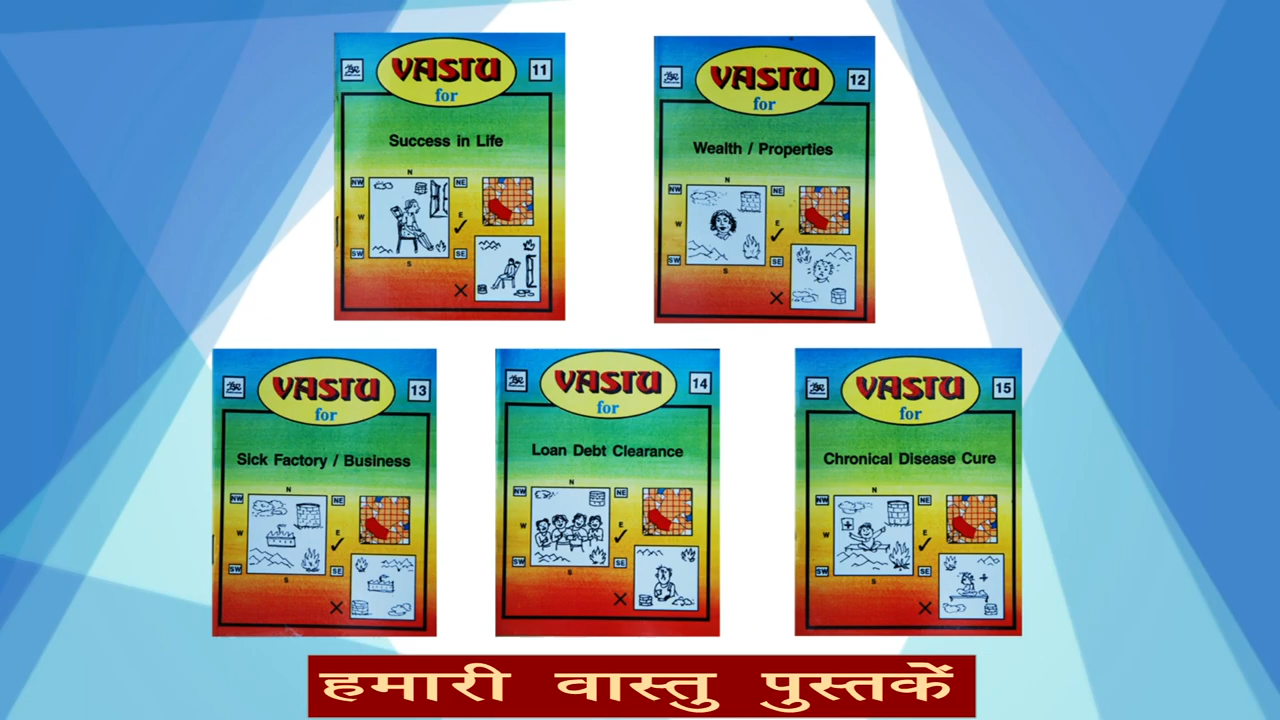 VASTU
11
for
Success in Life
N
NW
NE
W
E
SW
SE
S
VASTU
12
for
Wealth / Properties
N
NW
NE
W
E
SW
SE
S
VASTU
13
for
Sick Factory / Business
N
NW
NE
W
E
SW
SE
S
VASTU
14
for
Loan Debt Clearance
N
NW
NE
W
E
SW
SE
S
VASTU
15
for
Chronical Disease Cure
N
NW
NE
W
E
SW
SE
S
हमारी वास्तु पुस्तकें